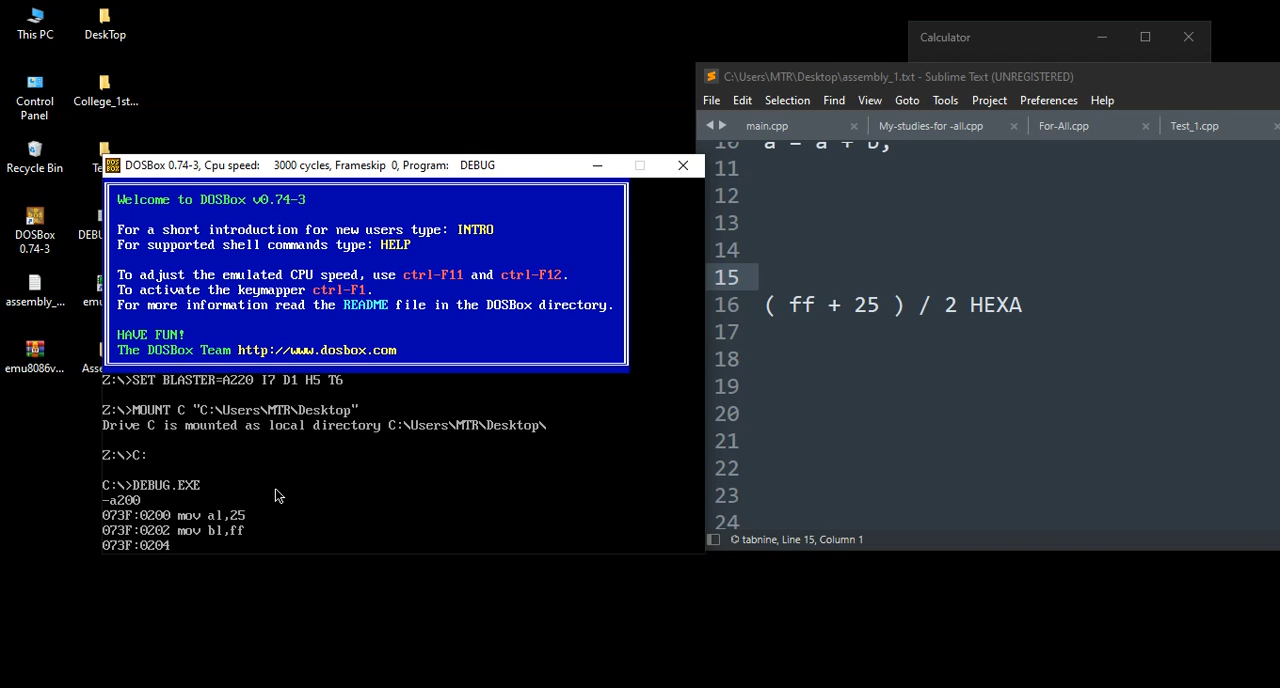 This PC
DeskTop
Control
Panel
College_1st...
Recycle Bin
Te
DOSBox
0.74-3
DEBU
assembly_...
emu
emu8086v...
Asse
Calculator
C:\Users\MTR\Desktop\assembly_1.txt - Sublime Text (UNREGISTERED)
File Edit Selection Find View Goto Tools Project Preferences Help
main.cpp My-studies-for -all.cpp For-All.cpp Test_1.cpp
10 a = a + b;
11
12
13
14
15
16 ( ff + 25 ) / 2 HEXA
17
18
19
20
21
22
23
24
tabnine, Line 15, Column 1
DOSBox 0.74-3, Cpu speed: 3000 cycles, Frameskip 0, Program: DEBUG
Welcome to DOSBox v0.74-3
For a short introduction for new users type: INTRO
For supported shell commands type: HELP
To adjust the emulated CPU speed, use ctrl-F11 and ctrl-F12.
To activate the keymapper ctrl-F1.
For more information read the README file in the DOSBox directory.
HAVE FUN!
The DOSBox Team http://www.dosbox.com
Z:\>SET BLASTER=A220 I7 D1 H5 T6
Z:\>MOUNT C "C:\Users\MTR\Desktop"
Drive C is mounted as local directory C:\Users\MTR\Desktop\
Z:\>C:
C:\>DEBUG.EXE
-a200
073F:0200 mov al,25
073F:0202 mov bl,ff
073F:0204